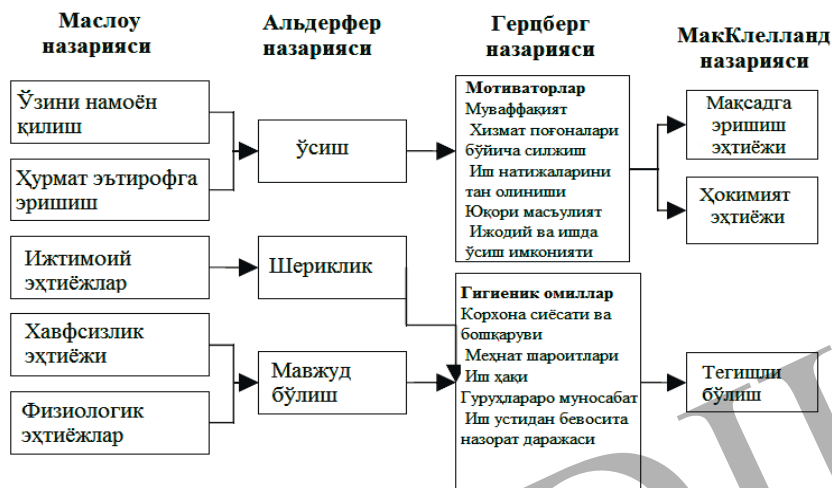 Маслоу
назарияси
Ўзини намоён
қилиш
Ҳурмат эътирофга
эришиш
Ижтимоий
эҳтиёжлар
Хавфсизлик
эҳтиёжи
Физиологик
эҳтиёжлар
Альдерфер
назарияси
ўсиш
Шериклик
Мавжуд
бўлиш
Герцберг
назарияси
Мотиваторлар
Муваффақият
Хизмат поғоналари
бўйича силжиш
Иш натижаларини
тан олиниши
Юқори масъулият
Ижодий ва ишда
ўсиш имконияти
Гигиеник омиллар
Корхона сиёсати ва
бошқаруви
Меҳнат шароитлари
Иш ҳақи
Гуруҳлараро муносабат
Иш устидан бевосита
назорат даражаси
МакКлелланд
назарияси
Мақсадга
эришиш
эҳтиёжи
Ҳокимият
эҳтиёжи
Тегишли
бўлиш